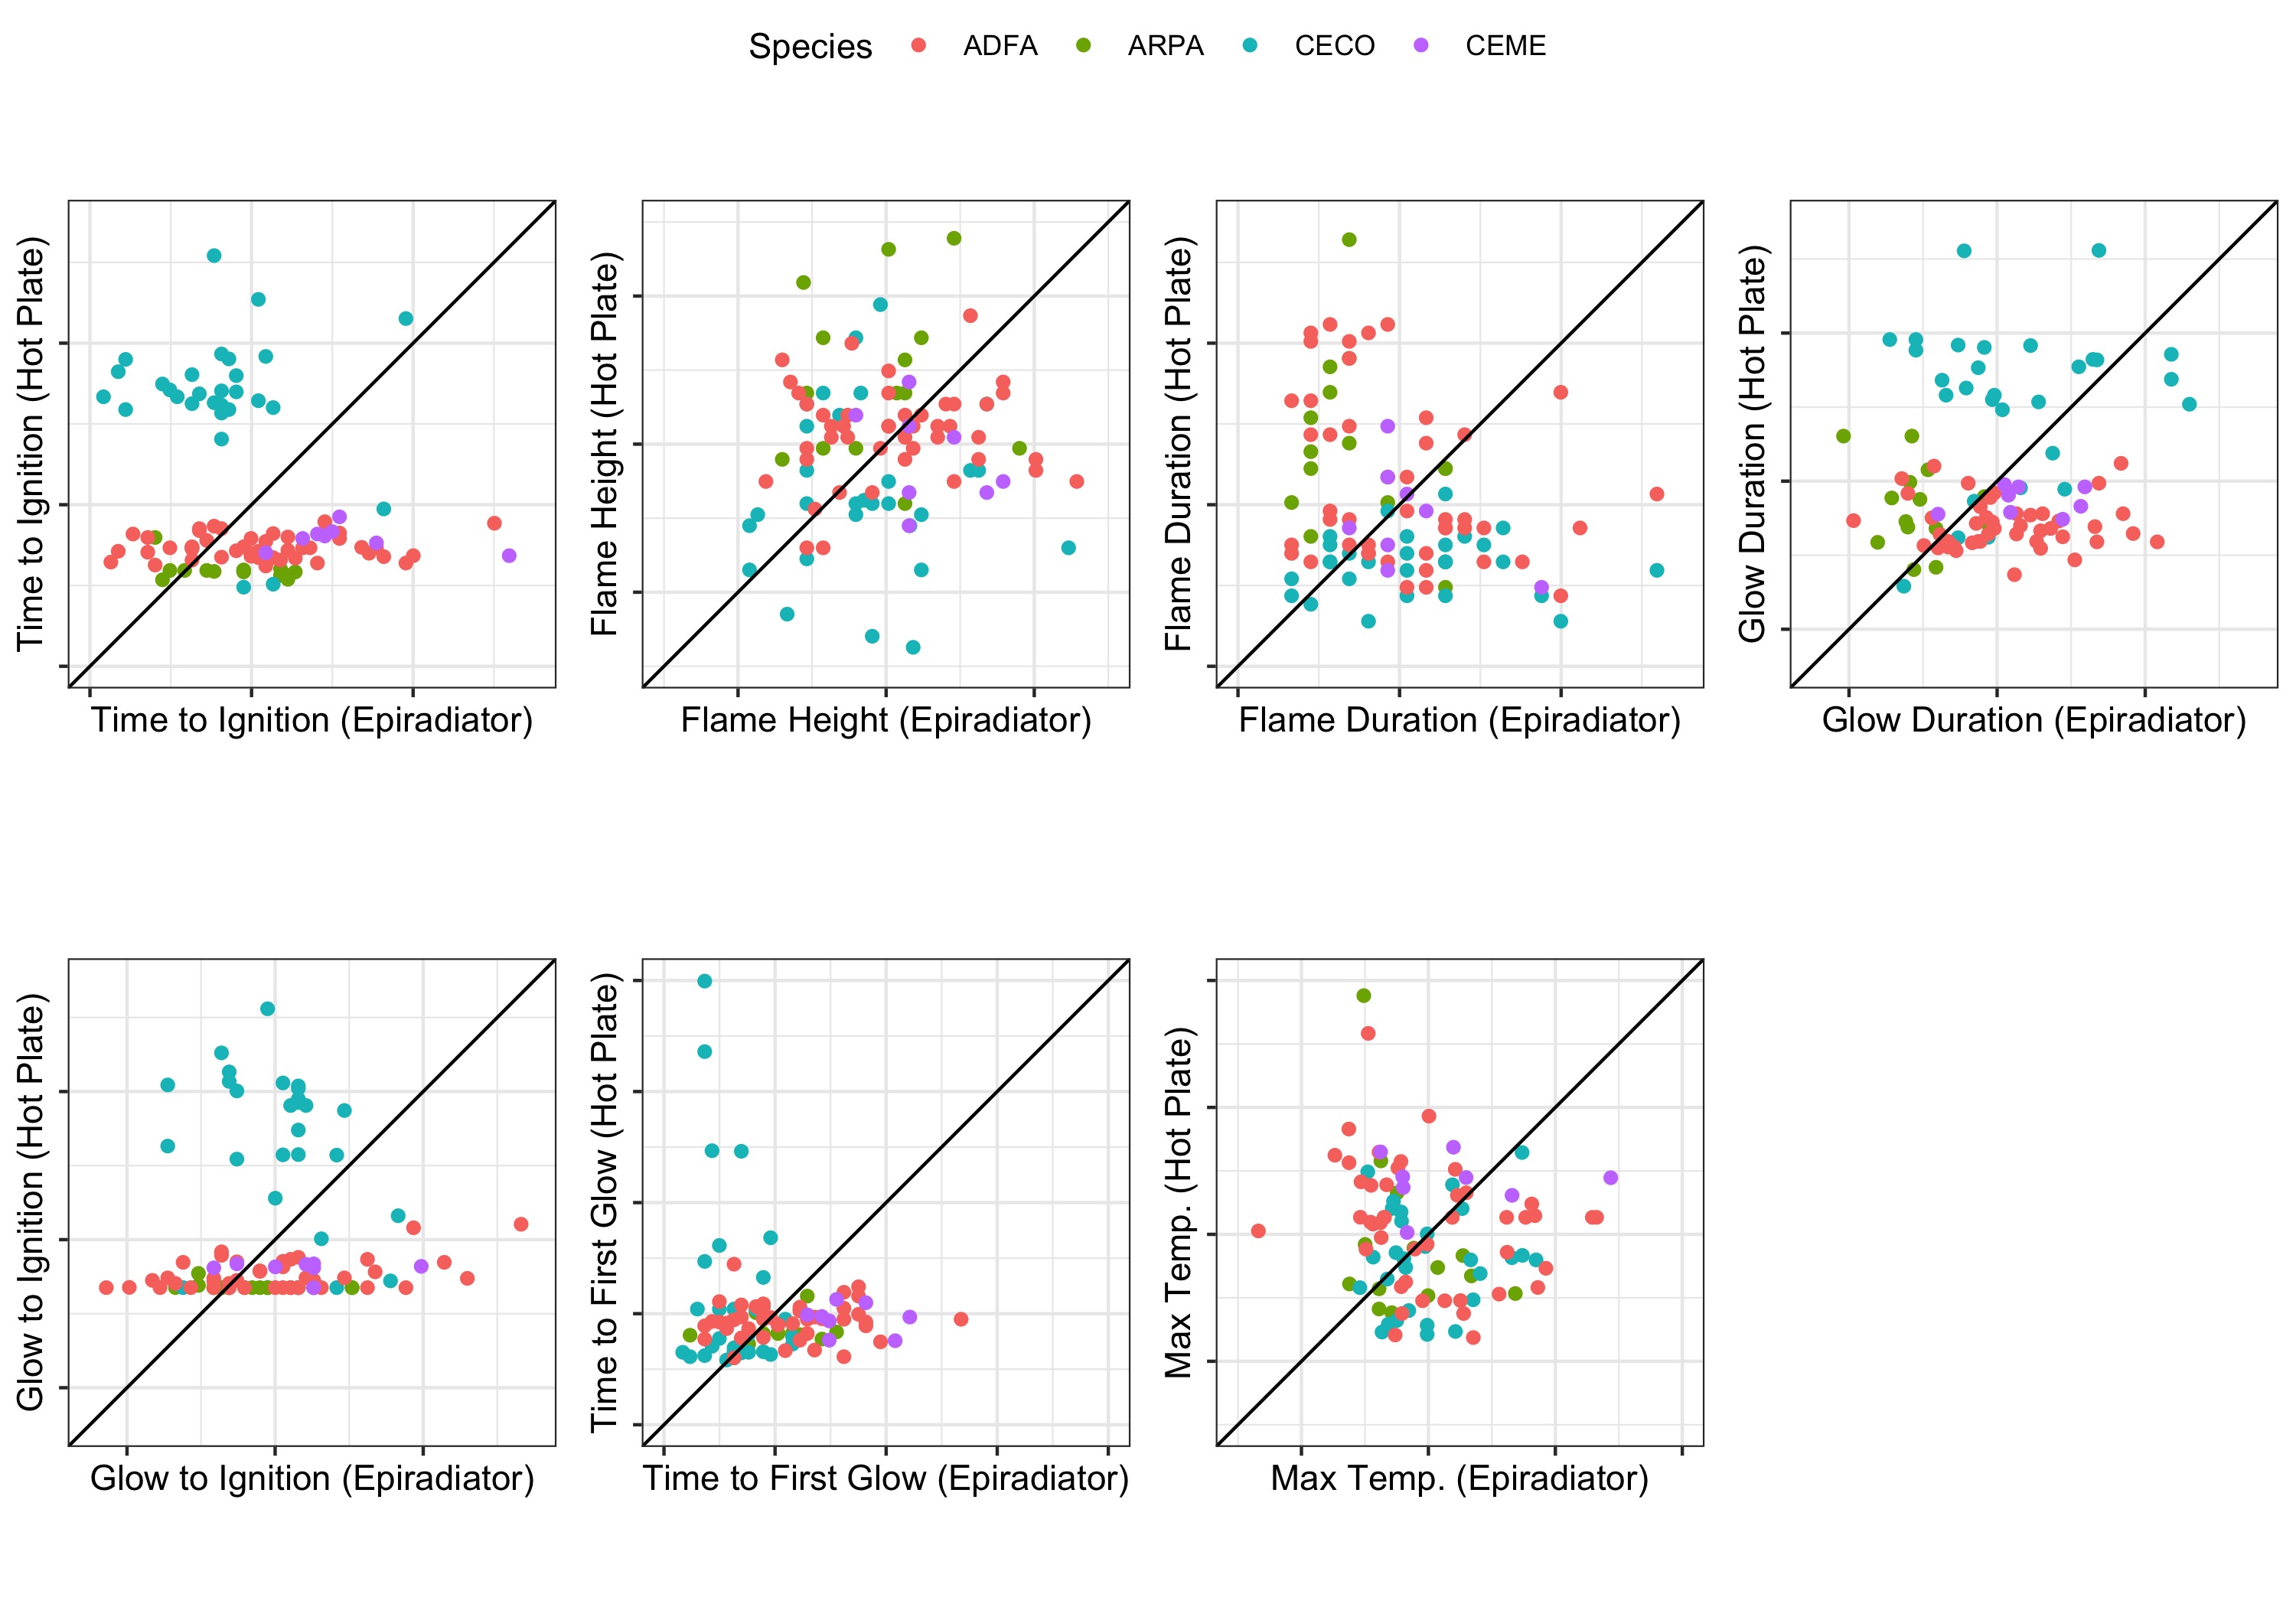 Species ADFA ARPA CECO CEME
Time to Ignition (Hot Plate)
Time to Ignition (Epiradiator)
Flame Height (Hot Plate)
Flame Height (Epiradiator)
Flame Duration (Hot Plate)
Flame Duration (Epiradiator)
Glow Duration (Hot Plate)
Glow Duration (Epiradiator)
Glow to Ignition (Hot Plate)
Glow to Ignition (Epiradiator)
Time to First Glow (Hot Plate)
Time to First Glow (Epiradiator)
Max Temp. (Hot Plate)
Max Temp. (Epiradiator)